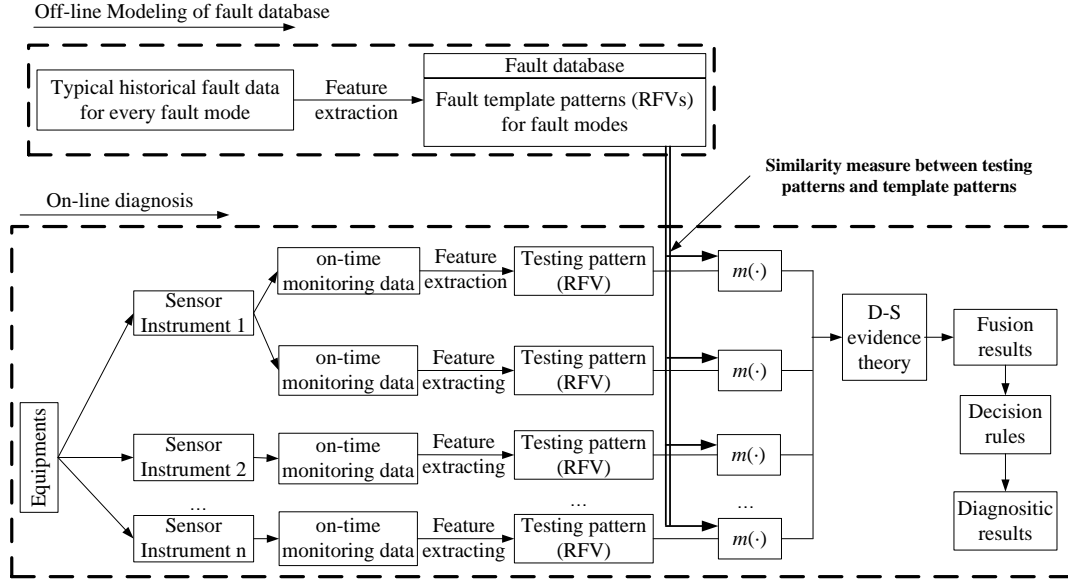 Off-line Modeling of fault database
Typical historical fault data
for every fault mode
Feature
extraction
Fault database
Fault template patterns (RFVs)
for fault modes
Similarity measure between testing
patterns and template patterns
On-line diagnosis
Equipments
Sensor
Instrument 1
on-time
monitoring data
Feature
extraction
Testing pattern
(RFV)
m(·)
on-time
monitoring data
Feature
extracting
Testing pattern
(RFV)
m(·)
Sensor
Instrument 2
on-time
monitoring data
Feature
extracting
Testing pattern
(RFV)
m(·)
...
...
...
Sensor
Instrument n
on-time
monitoring data
Feature
extracting
Testing pattern
(RFV)
m(·)
D-S
evidence
theory
Fusion
results
Decision
rules
Diagnositic
results